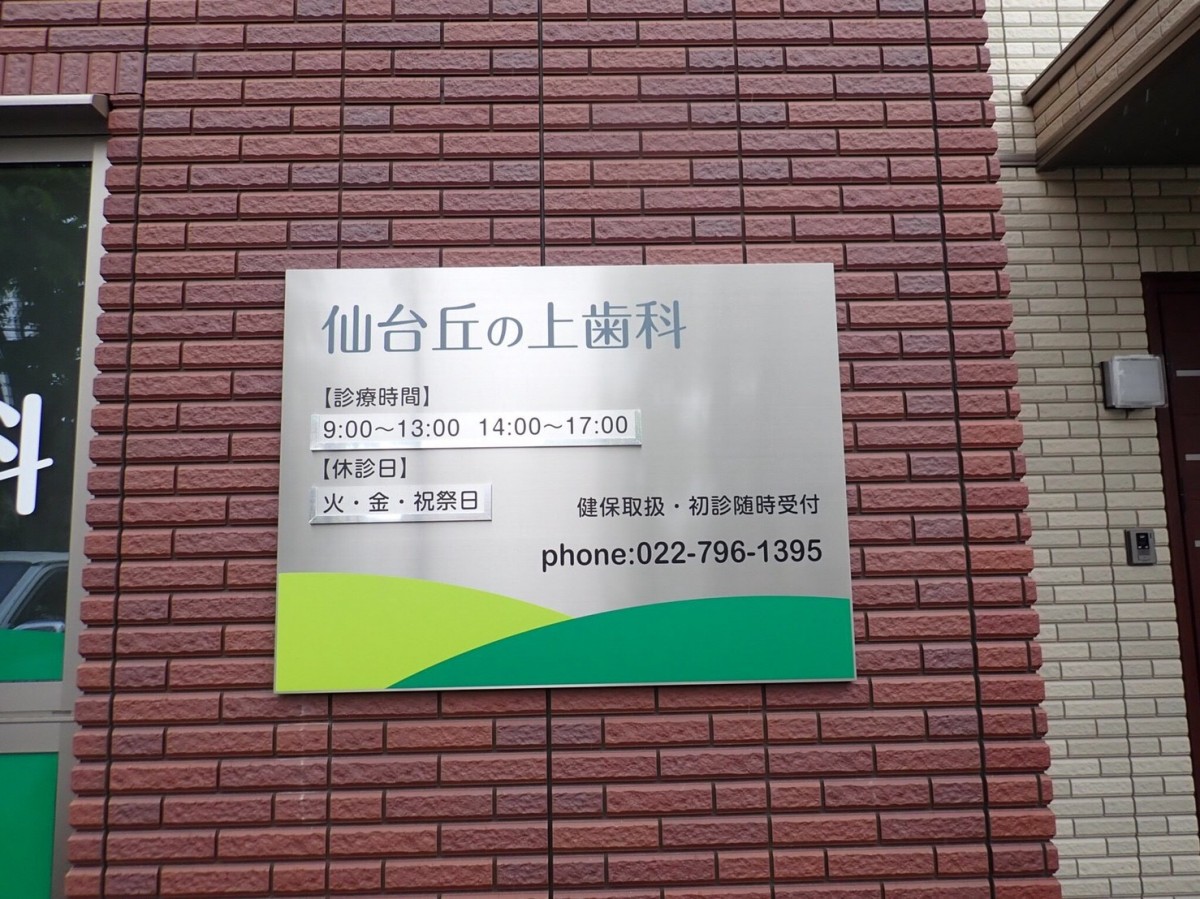 仙台丘の上歯科
【診療時間】
9:00～13:00 14:00～17:00
【休診日】
火・金・祝祭日
健保取扱・初診随時受付
phone:022-796-1395
科